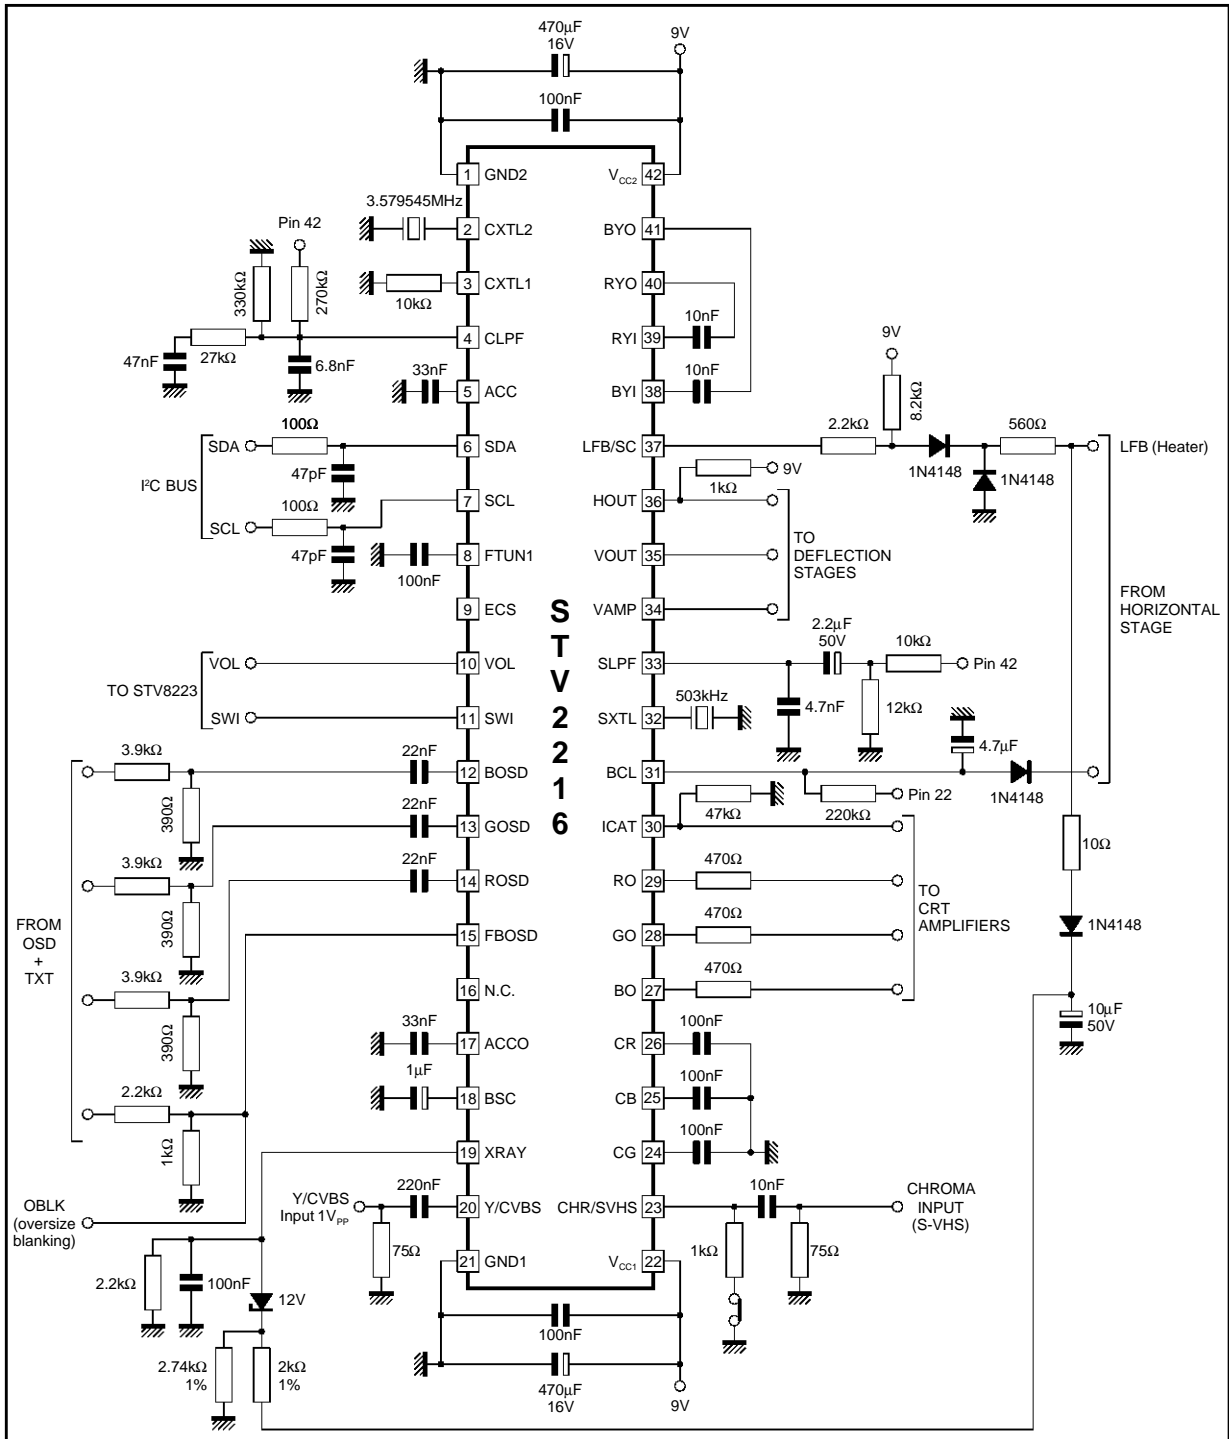 470µF
16V
9V
100nF
1 GND2
VCC2 42
3.579545MHz
2 CXTL2
BYO 41
Pin 42
330kΩ
270kΩ
3 CXTL1
RYO 40
10kΩ
10nF
4 CLPF
RYI 39
47nF
27kΩ
6.8nF
9V
33nF
10nF
8.2kΩ
5 ACC
BYI 38
100Ω
2.2kΩ
560Ω
SDA
6 SDA
LFB/SC 37
LFB (Heater)
1N4148
1N4148
47pF
9V
1kΩ
I²C BUS
7 SCL
HOUT 36
100Ω
SCL
TO
DEFLECTION
STAGES
47pF
8 FTUN1
VOUT 35
100nF
FROM
HORIZONTAL
STAGE
9 ECS
VAMP 34
STV2216
2.2µF
50V
10kΩ
VOL
10 VOL
SLPF 33
Pin 42
TO STV8223
503kHz
4.7nF
12kΩ
SWI
11 SWI
SXTL 32
4.7µF
3.9kΩ
22nF
12 BOSD
BCL 31
1N4148
390Ω
Pin 22
47kΩ
220kΩ
22nF
13 GOSD
ICAT 30
10Ω
3.9kΩ
22nF
470Ω
14 ROSD
RO 29
TO
CRT
AMPLIFIERS
390Ω
FROM
OSD
+
TXT
470Ω
15 FBOSD
GO 28
1N4148
3.9kΩ
470Ω
16 N.C.
BO 27
10µF
50V
390Ω
33nF
100nF
17 ACCO
CR 26
1µF
100nF
2.2kΩ
18 BSC
CB 25
1kΩ
100nF
19 XRAY
CG 24
OBLK
(oversize
blanking)
Y/CVBS
Input 1VPP
220nF
20 Y/CVBS
CHR/SVHS 23
10nF
CHROMA
INPUT
(S-VHS)
75Ω
1kΩ
75Ω
21 GND1
VCC1 22
2.2kΩ
100nF
12V
100nF
2.74kΩ
1%
2kΩ
1%
470µF
16V
9V